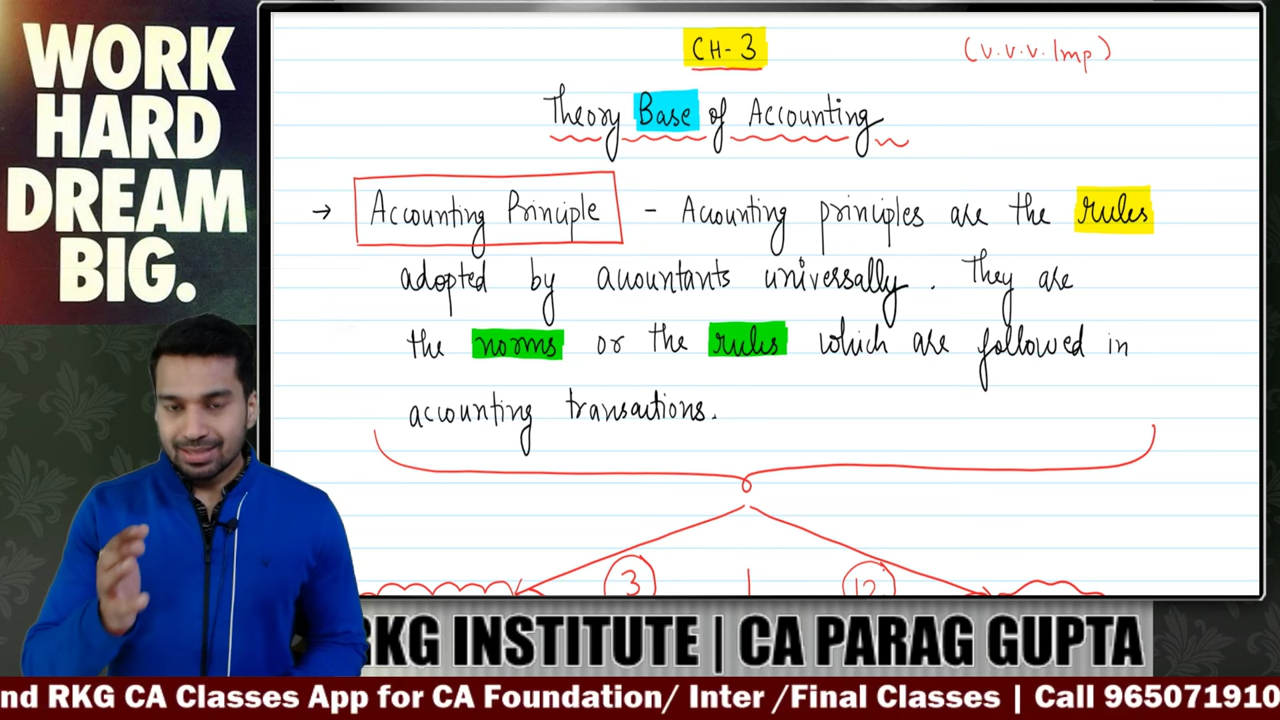 WORK
HARD
DREAM
BIG.
CH-3
(v.v.v.Imp)
Theory Base of Accounting
→ Accounting Principle - Acounting principles are the rules
adopted by accountants universally. They are
the norms or the rules which are followed in
accounting transactions.
3
12
RKG INSTITUTE | CA PARAG GUPTA
nd RKG CA Classes App for CA Foundation/ Inter /Final Classes | Call 965071910